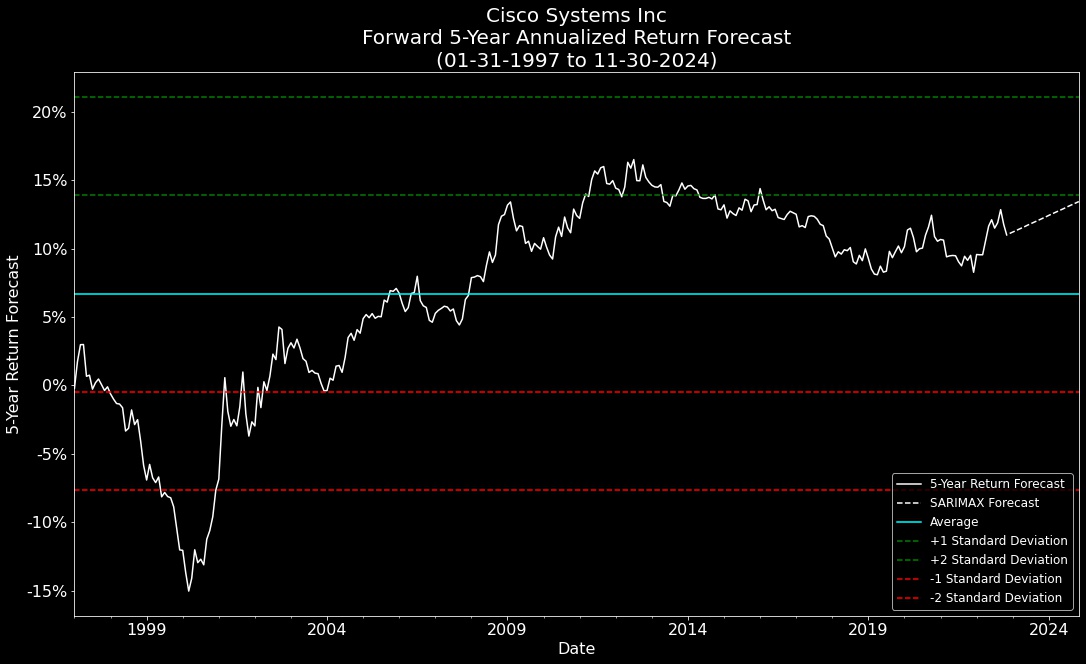 Cisco Systems Inc
Forward 5-Year Annualized Return Forecast
(01-31-1997 to 11-30-2024)
5-Year Return Forecast
20%
15%
10%
5%
0%
-5%
-10%
-15%
5-Year Return Forecast
SARIMAX Forecast
Average
+1 Standard Deviation
+2 Standard Deviation
-1 Standard Deviation
-2 Standard Deviation
1999
2004
2009
2014
2019
2024
Date